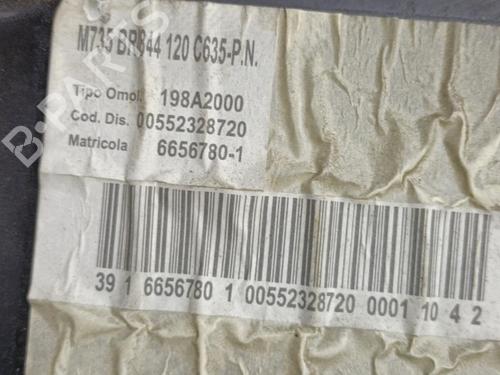 M735 BR844 120 C635-P.N.
Tipo Omol. 198A2000
Cod. Dis. 00552328720
Matricola 6656780-1
39 1 6656780 1 00552328720 0001 10 4 2
B-PARTS